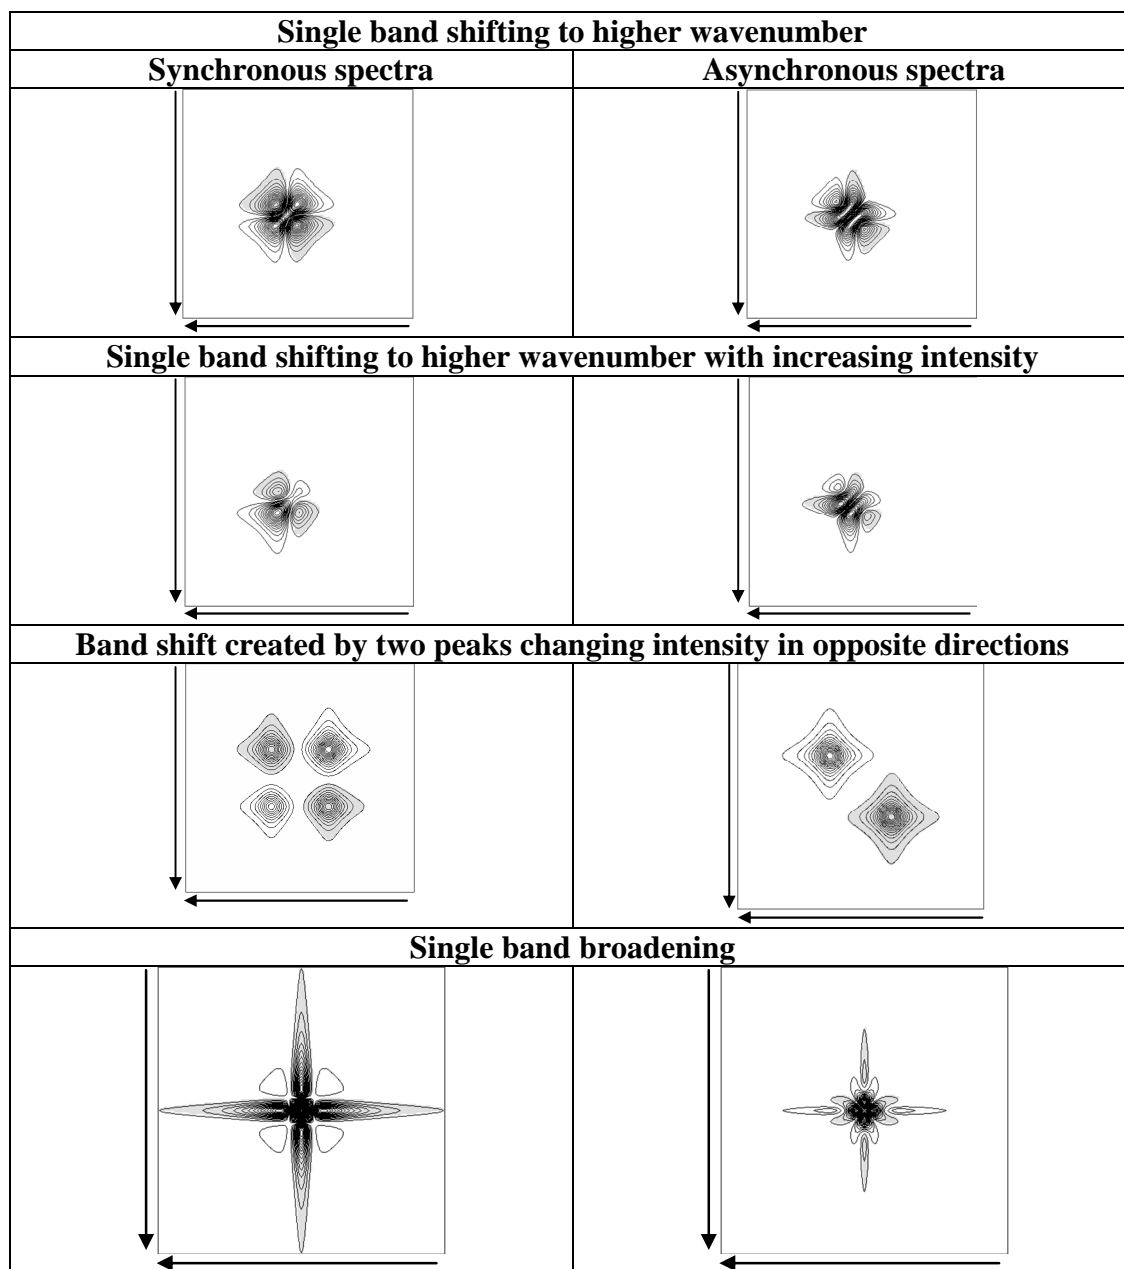 Single band shifting to higher wavenumber
Synchronous spectra
Asynchronous spectra
Single band shifting to higher wavenumber with increasing intensity
Band shift created by two peaks changing intensity in opposite directions
Single band broadening